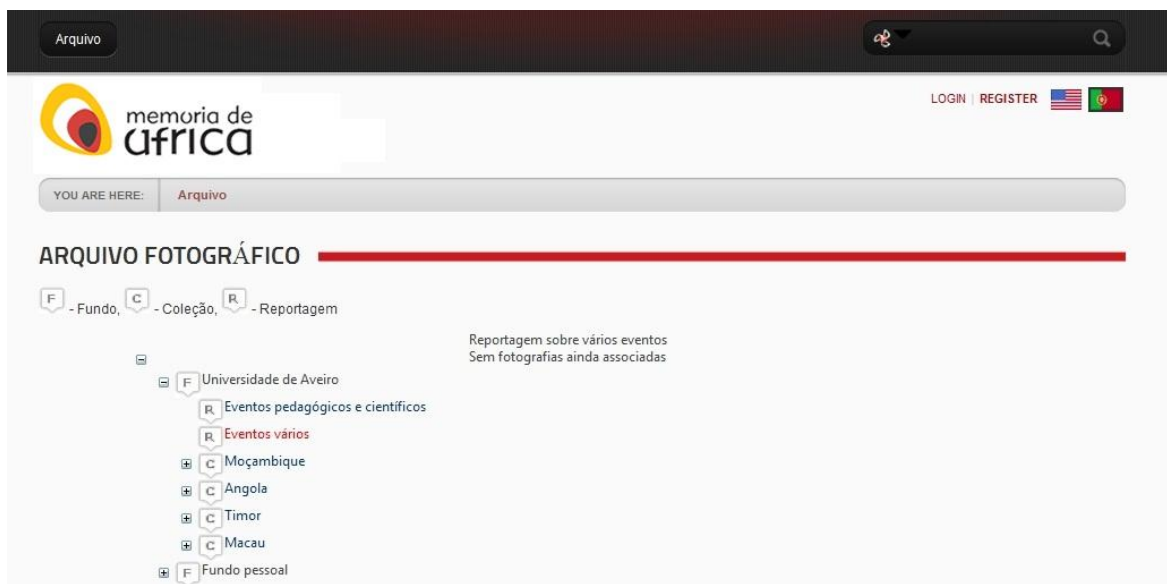 Arquivo
memoria de
africa
LOGIN | REGISTER
YOU ARE HERE: Arquivo
ARQUIVO FOTOGRÁFICO
F - Fundo, C - Coleção, R - Reportagem
Reportagem sobre vários eventos
Sem fotografias ainda associadas
F Universidade de Aveiro
R Eventos pedagógicos e científicos
R Eventos vários
C Moçambique
C Angola
C Timor
C Macau
F Fundo pessoal